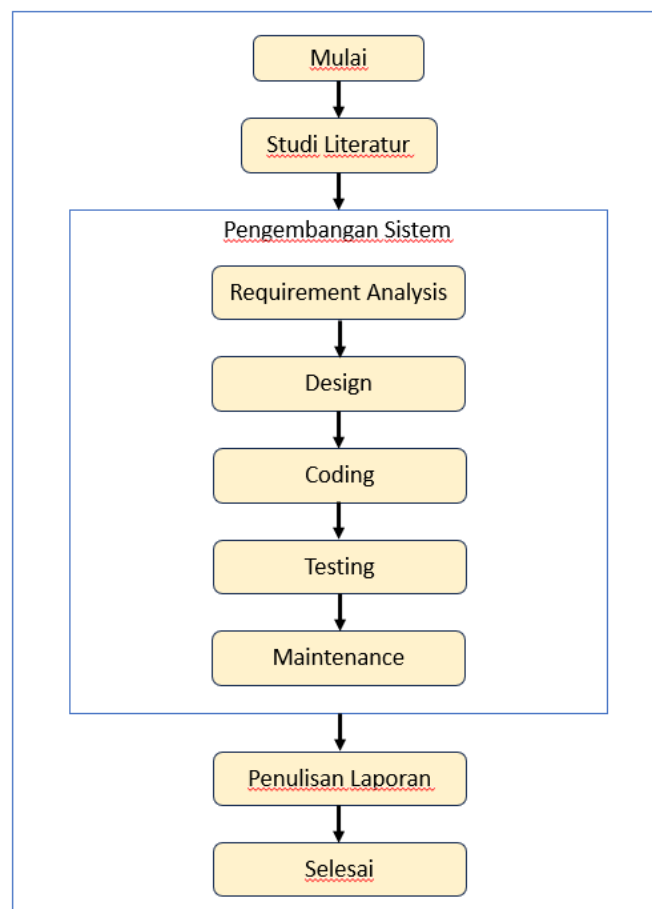 Mulai
Studi Literatur
Pengembangan Sistem
Requirement Analysis
Design
Coding
Testing
Maintenance
Penulisan Laporan
Selesai